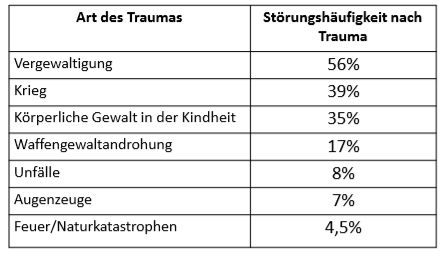 Art des Traumas Störungshäufigkeit nach
Trauma
Vergewaltigung 56%
Krieg 39%
Körperliche Gewalt in der Kindheit 35%
Waffengewaltandrohung 17%
Unfälle 8%
Augenzeuge 7%
Feuer/Naturkatastrophen 4,5%